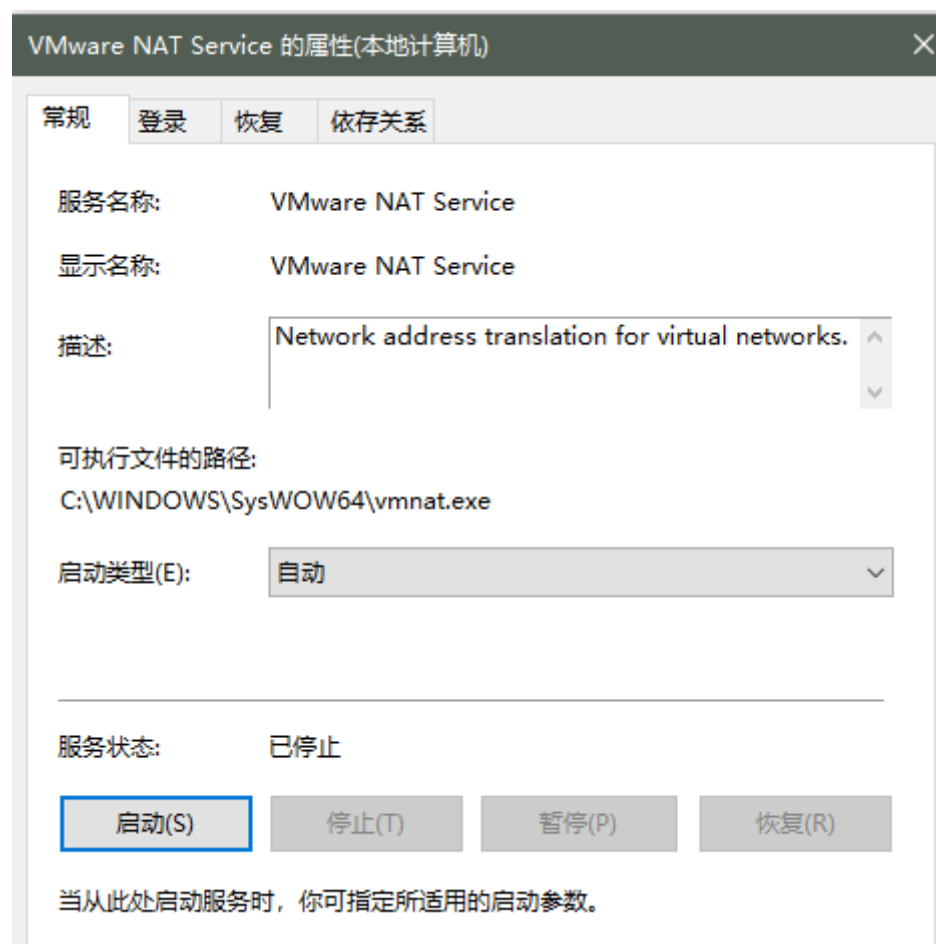 VMware NAT Service 的属性(本地计算机)
常规 登录 恢复 依存关系
服务名称: VMware NAT Service
显示名称: VMware NAT Service
描述: Network address translation for virtual networks.
可执行文件的路径:
C:\WINDOWS\SysWOW64\vmnat.exe
启动类型(E): 自动
服务状态: 已停止
启动(S) 停止(T) 暂停(P) 恢复(R)
当从此处启动服务时，你可指定所适用的启动参数。